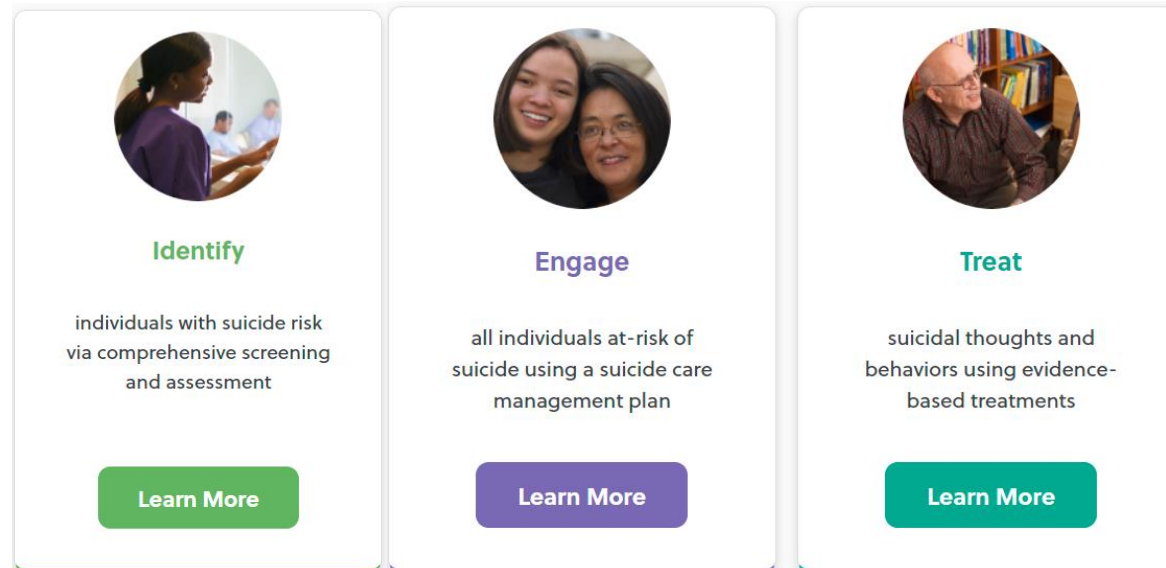 Identify
individuals with suicide risk
via comprehensive screening
and assessment
Learn More
Engage
all individuals at-risk of
suicide using a suicide care
management plan
Learn More
Treat
suicidal thoughts and
behaviors using evidence-
based treatments
Learn More